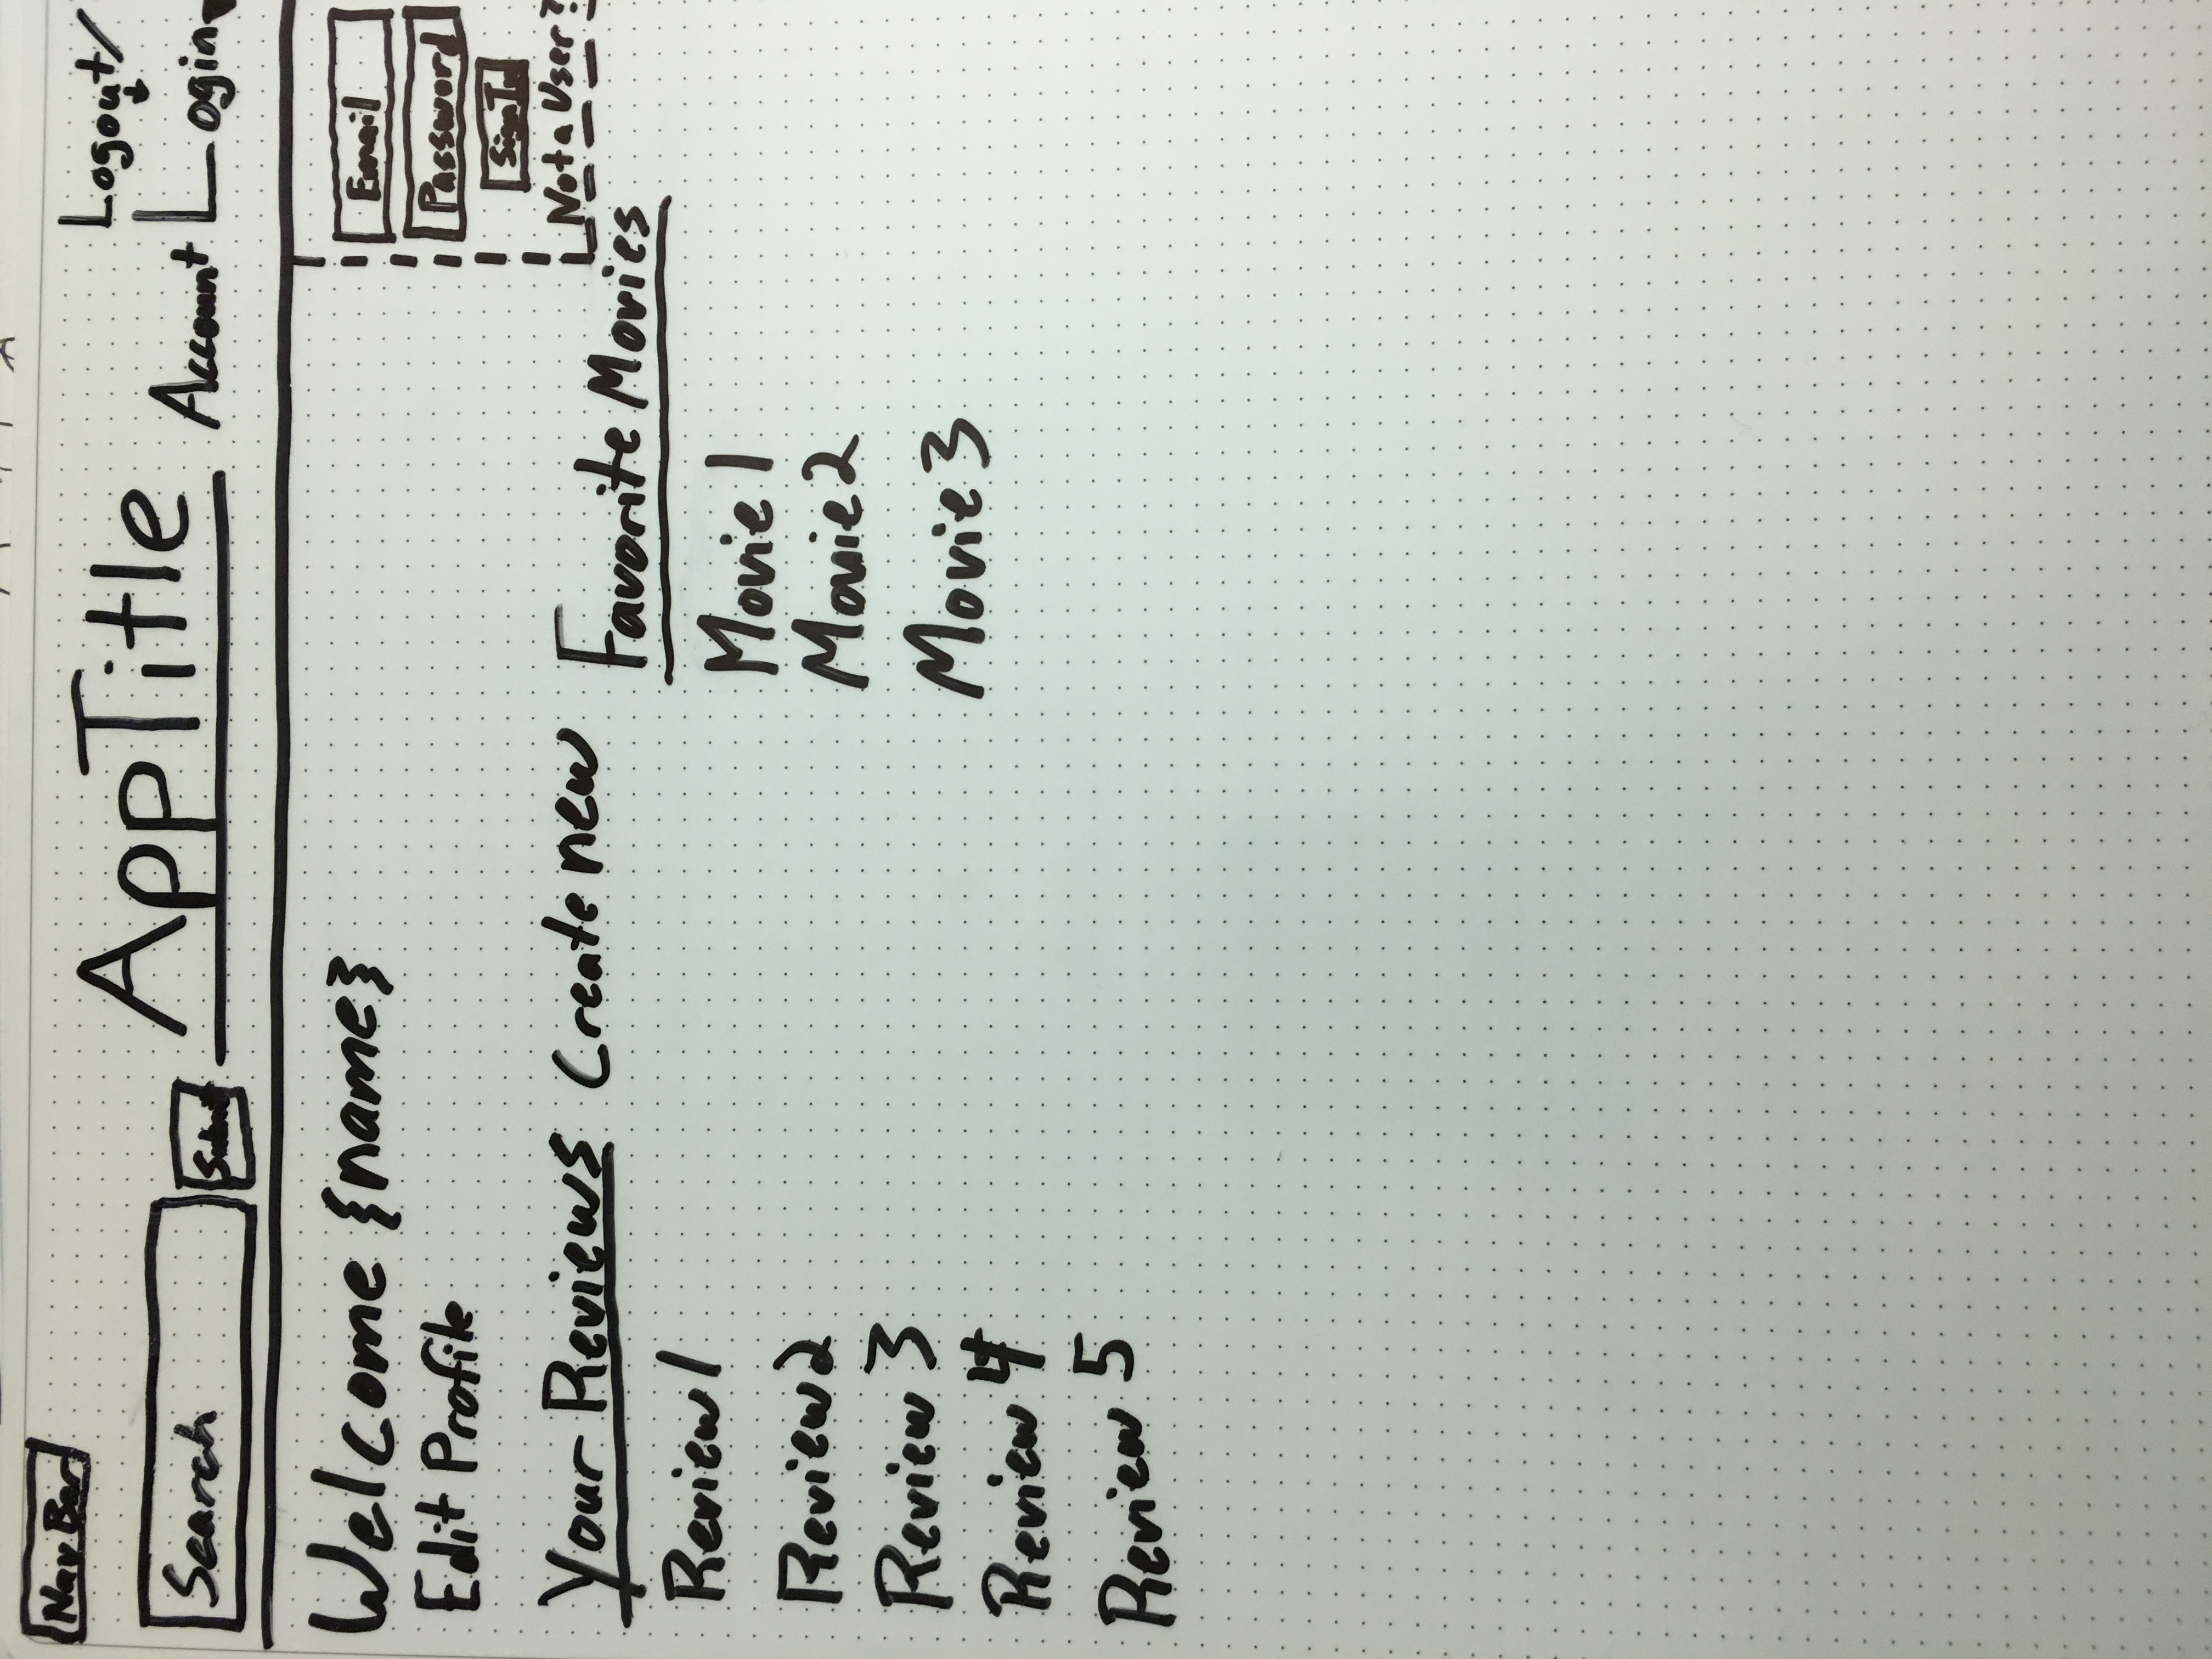 Nav Bar
Search
Submit
AppTitle
Account
Logout/
Login
Welcome {name}
Edit Profile
Email
Password
Sign In
Not a User?
Your Reviews Create new
Review 1
Review 2
Review 3
Review 4
Review 5
Favorite Movies
Movie 1
Movie 2
Movie 3